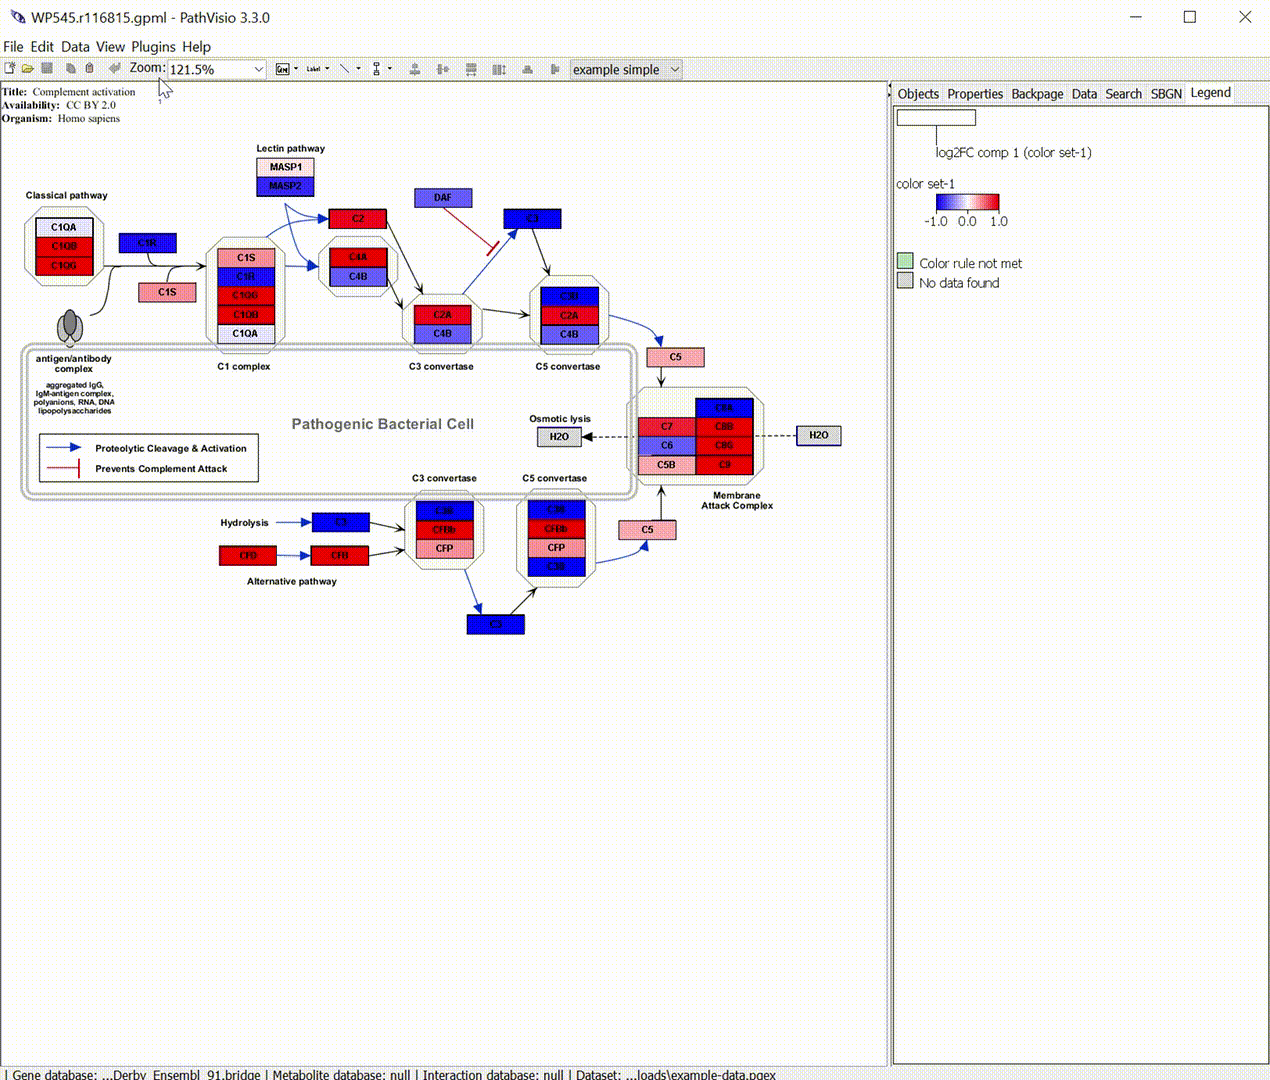 WP545.r116815.gpml - PathVisio 3.3.0
File Edit Data View Plugins Help
Zoom: 121.5%
example simple
Title: Complement activation
Availability: CC BY 2.0
Organism: Homo sapiens
Objects Properties Backpage Data Search SBGN Legend
log2FC comp 1 (color set-1)
color set-1
-1.0 0.0 1.0
Color rule not met
No data found
Lectin pathway
MASP1
MASP2
Classical pathway
C1QA
C1QB
C1QG
C1R
C1S
C1S
C1R
C1QG
C1QB
C1QA
C1 complex
C2
C4A
C4B
DAF
C3
C2A
C4B
C3 convertase
C3B
C2A
C4B
C5 convertase
C5
antigen/antibody
complex
aggregated IgG,
IgM-antigen complex,
polyanions, RNA, DNA
lipopolysaccharides
Pathogenic Bacterial Cell
Proteolytic Cleavage & Activation
Prevents Complement Attack
Osmotic lysis
H2O
C8A
C7
C8B
C6
C8G
C5B
C9
H2O
Membrane
Attack Complex
C3 convertase
C5 convertase
Hydrolysis
C3
CFD
CFB
Alternative pathway
C3B
CFBb
CFP
C3B
CFBb
CFP
C3B
C5
C3
| Gene database: ...Derby_Ensembl_91.bridge | Metabolite database: null | Interaction database: null | Dataset: ...loads\example-data.pgex